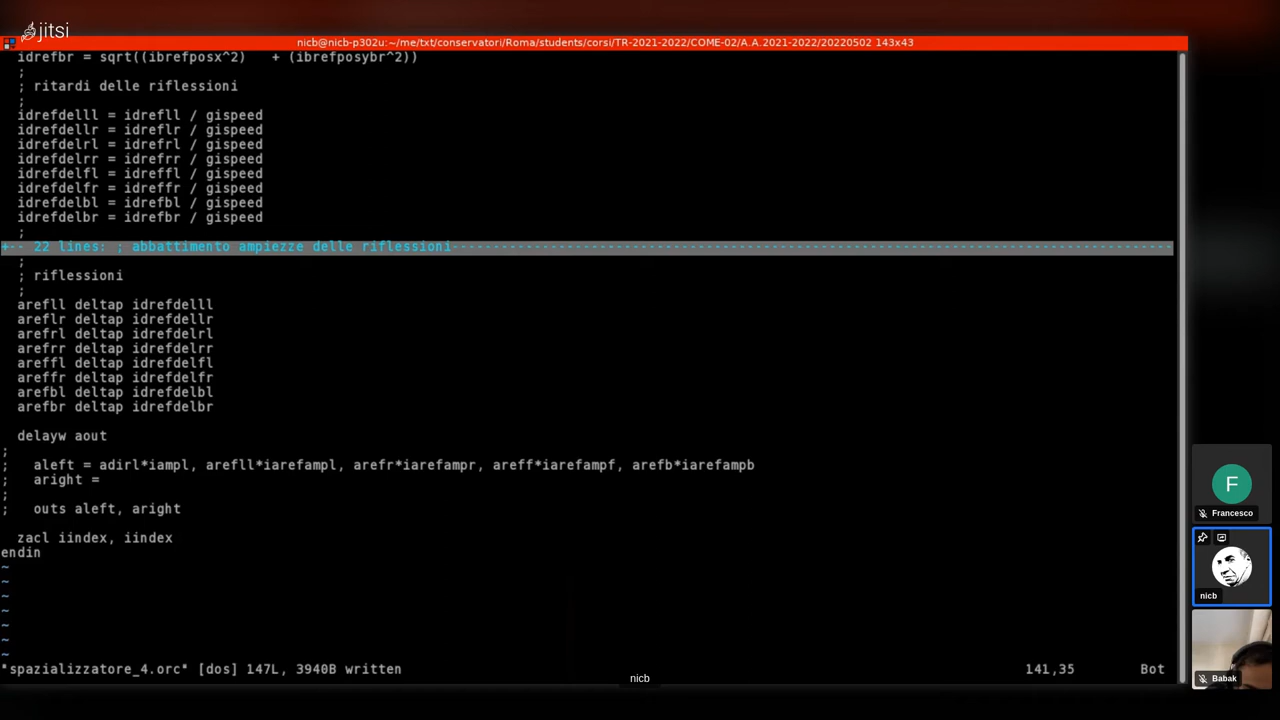 jitsi
nicb@nicb-p302u:~/me/txt/conservatori/Roma/students/corsi/TR-2021-2022/COME-02/A.A.2021-2022/20220502 143x43
idrefbr = sqrt((ibrefposx^2)   + (ibrefposybr^2))
;
; ritardi delle riflessioni
;
idrefdelll = idrefll / gispeed
idrefdellr = idreflr / gispeed
idrefdelrl = idrefrl / gispeed
idrefdelrr = idrefrr / gispeed
idrefdelfl = idreffl / gispeed
idrefdelfr = idreffr / gispeed
idrefdelbl = idrefbl / gispeed
idrefdelbr = idrefbr / gispeed
;
+-- 22 lines: ; abbattimento ampiezze delle riflessioni----------------------------------------------------------------------------------------
;
; riflessioni
;
arefll deltap idrefdelll
areflr deltap idrefdellr
arefrl deltap idrefdelrl
arefrr deltap idrefdelrr
areffl deltap idrefdelfl
areffr deltap idrefdelfr
arefbl deltap idrefdelbl
arefbr deltap idrefdelbr
delayw aout
;
;   aleft = adirl*iampl, arefll*iarefampl, arefr*iarefampr, areff*iarefampf, arefb*iarefampb
;   aright =
;
;   outs aleft, aright
zacl iindex, iindex
endin
~
~
~
~
~
~
~
"spazializzatore_4.orc" [dos] 147L, 3940B written 141,35 Bot
nicb
F
Francesco
nicb
Babak